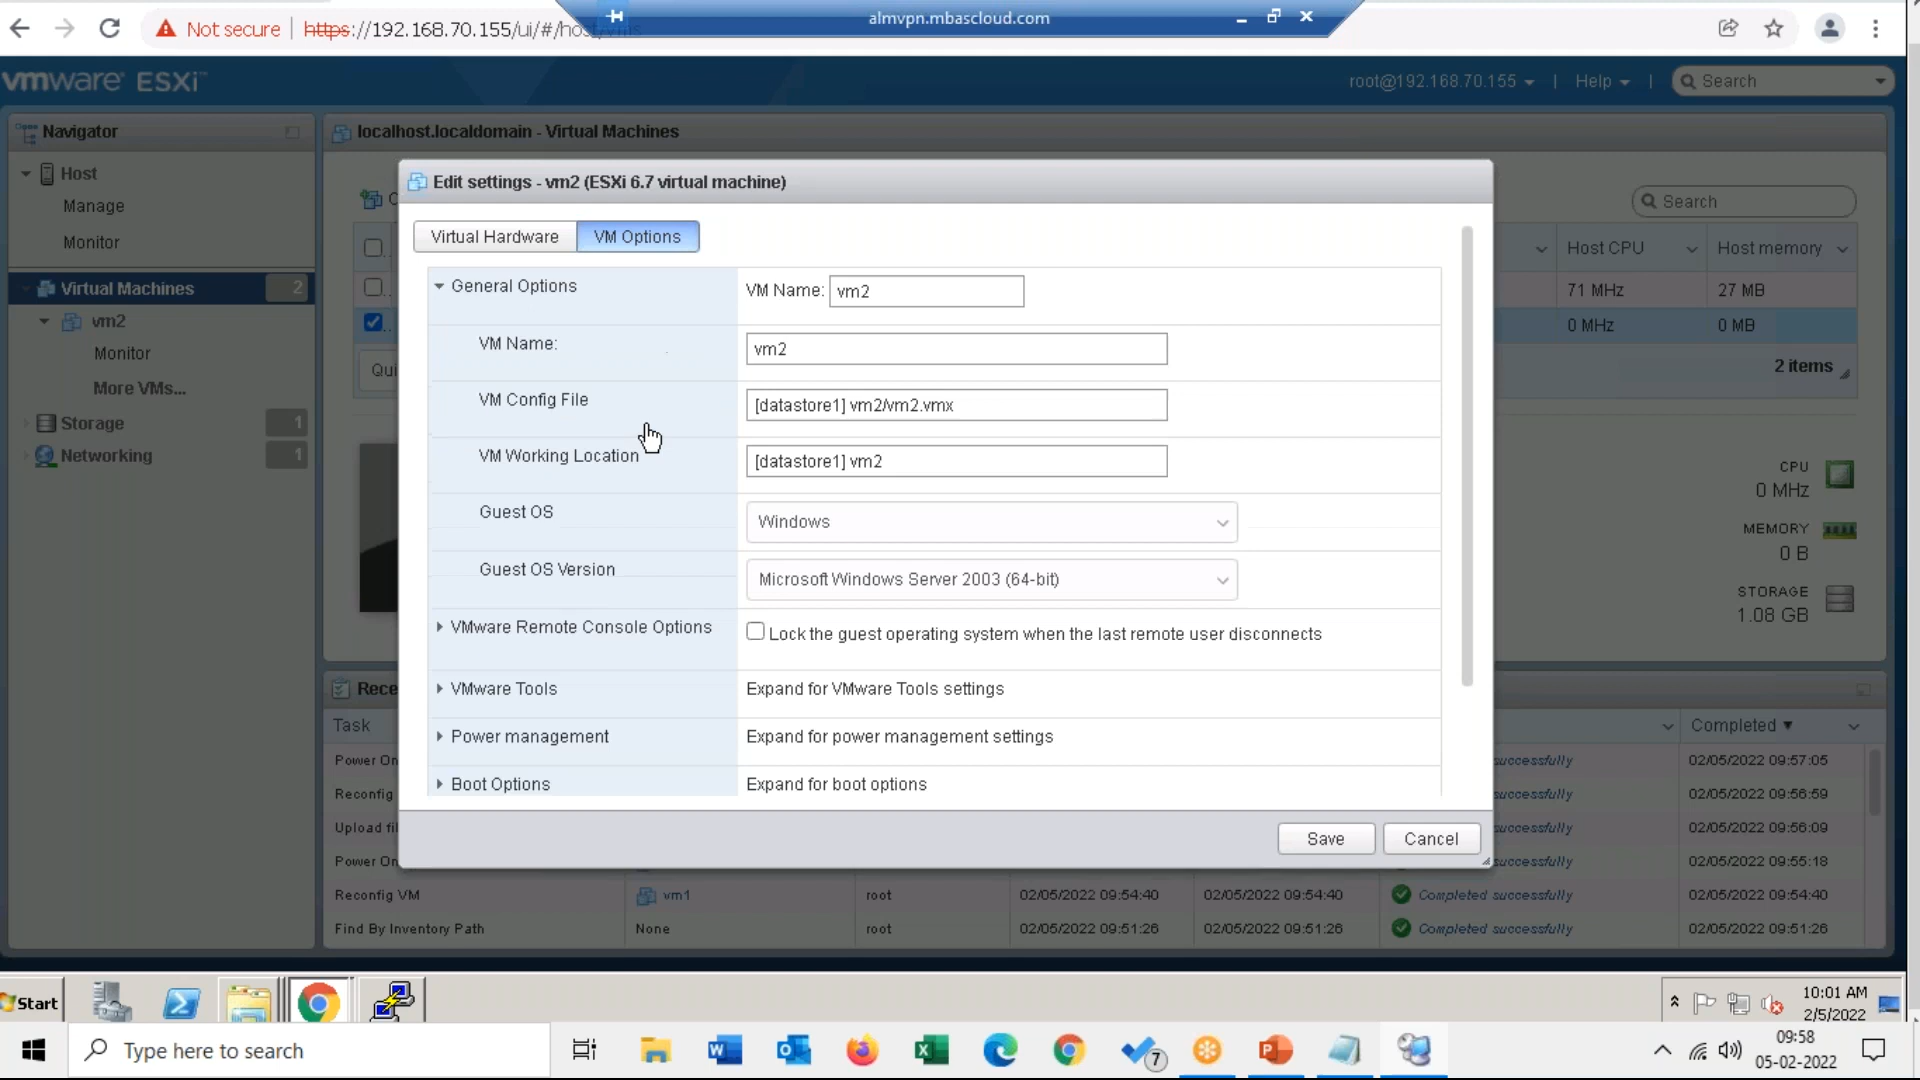 almvpn.mbascloud.com
Not secure | https://192.168.70.155/ui/#/host/vms
vmware ESXi™
root@192.168.70.155 | Help | Search
Navigator
localhost.localdomain - Virtual Machines
Host
Manage
Monitor
Virtual Machines 2
vm2
Monitor
More VMs...
Storage 1
Networking 1
Search
Host CPU Host memory
71 MHz 27 MB
0 MHz 0 MB
2 items
CPU
0 MHz
MEMORY
0 B
STORAGE
1.08 GB
Edit settings - vm2 (ESXi 6.7 virtual machine)
Virtual Hardware VM Options
General Options VM Name: vm2
VM Name: vm2
VM Config File [datastore1] vm2/vm2.vmx
VM Working Location [datastore1] vm2
Guest OS Windows
Guest OS Version Microsoft Windows Server 2003 (64-bit)
VMware Remote Console Options Lock the guest operating system when the last remote user disconnects
VMware Tools Expand for VMware Tools settings
Power management Expand for power management settings
Boot Options Expand for boot options
Save Cancel
Rece
Task Completed ▼
Power On successfully 02/05/2022 09:57:05
Reconfig successfully 02/05/2022 09:56:59
Upload fil successfully 02/05/2022 09:56:09
Power On successfully 02/05/2022 09:55:18
Reconfig VM vm1 root 02/05/2022 09:54:40 02/05/2022 09:54:40 Completed successfully 02/05/2022 09:54:40
Find By Inventory Path None root 02/05/2022 09:51:26 02/05/2022 09:51:26 Completed successfully 02/05/2022 09:51:26
Start
10:01 AM
2/5/2022
Type here to search
7
09:58
05-02-2022